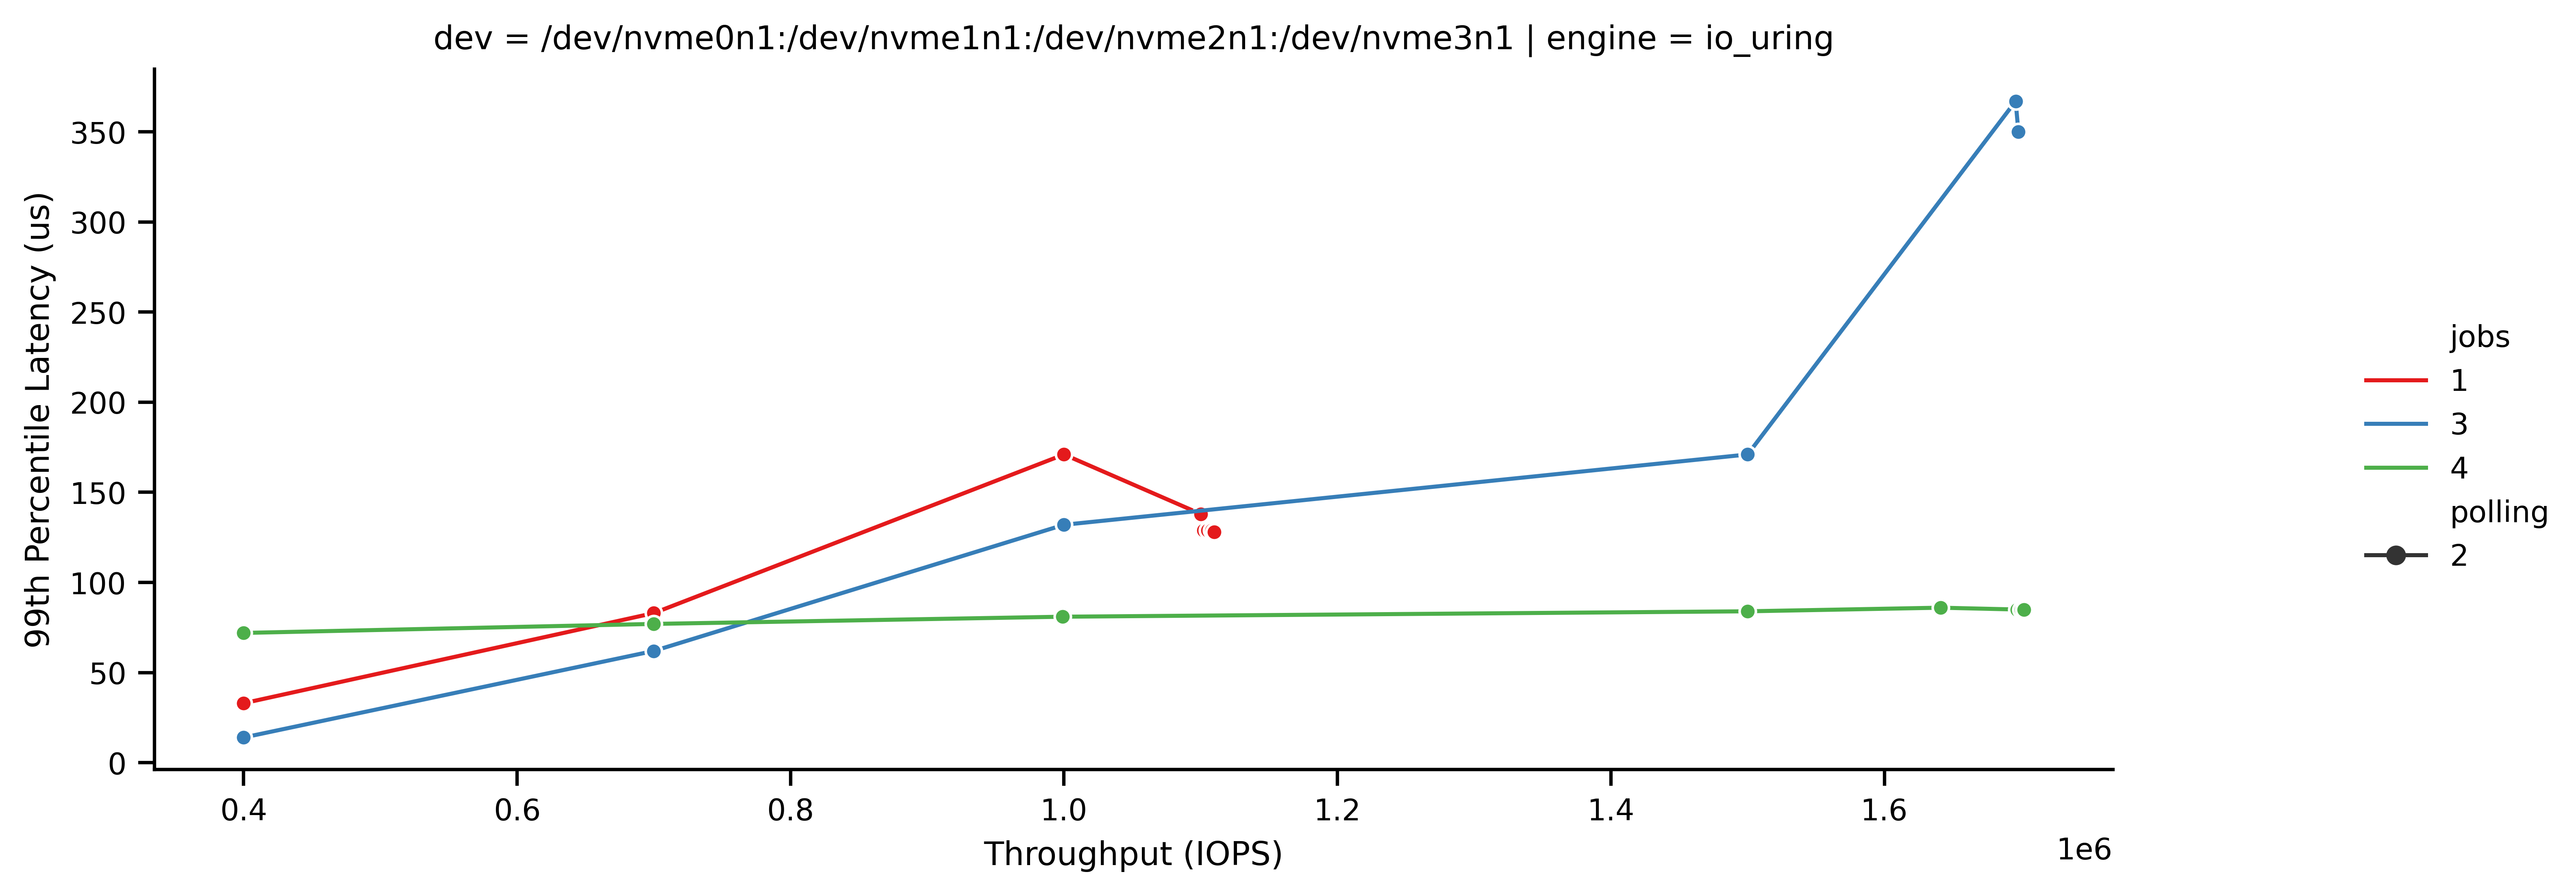 dev = /dev/nvme0n1:/dev/nvme1n1:/dev/nvme2n1:/dev/nvme3n1 | engine = io_uring
99th Percentile Latency (us)
350
300
250
200
150
100
50
0
0.4 0.6 0.8 1.0 1.2 1.4 1.6
1e6
Throughput (IOPS)
jobs
1
3
4
polling
2